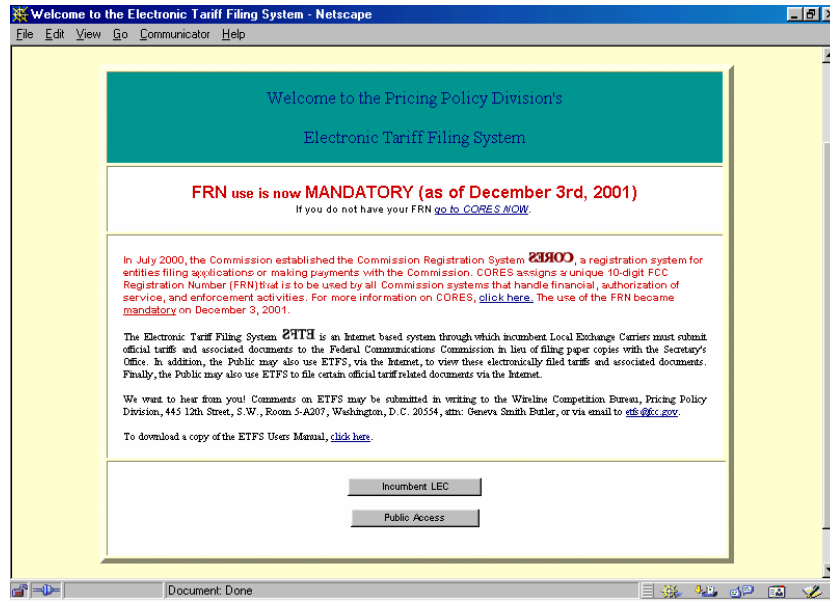 Welcome to the Electronic Tariff Filing System - Netscape
File Edit View Go Communicator Help
Welcome to the Pricing Policy Division's
Electronic Tariff Filing System
FRN use is now MANDATORY (as of December 3rd, 2001)
If you do not have your FRN go to CORES NOW.
In July 2000, the Commission established the Commission Registration System CORES, a registration system for
entities filing applications or making payments with the Commission. CORES assigns a unique 10-digit FCC
Registration Number (FRN)that is to be used by all Commission systems that handle financial, authorization of
service, and enforcement activities. For more information on CORES, click here. The use of the FRN became
mandatory on December 3, 2001.
The Electronic Tariff Filing System ETFS is an Internet based system through which incumbent Local Exchange Carriers must submit
official tariffs and associated documents to the Federal Communications Commission in lieu of filing paper copies with the Secretary's
Office. In addition, the Public may also use ETFS, via the Internet, to view these electronically filed tariffs and associated documents.
Finally, the Public may also use ETFS to file certain official tariff related documents via the Internet.
We want to hear from you! Comments on ETFS may be submitted in writing to the Wireline Competition Bureau, Pricing Policy
Division, 445 12th Street, S.W., Room 5-A207, Washington, D.C. 20554, attn: Geneva Smith Butler, or via email to etfs@fcc.gov.
To download a copy of the ETFS Users Manual, click here.
Incumbent LEC
Public Access
Document: Done